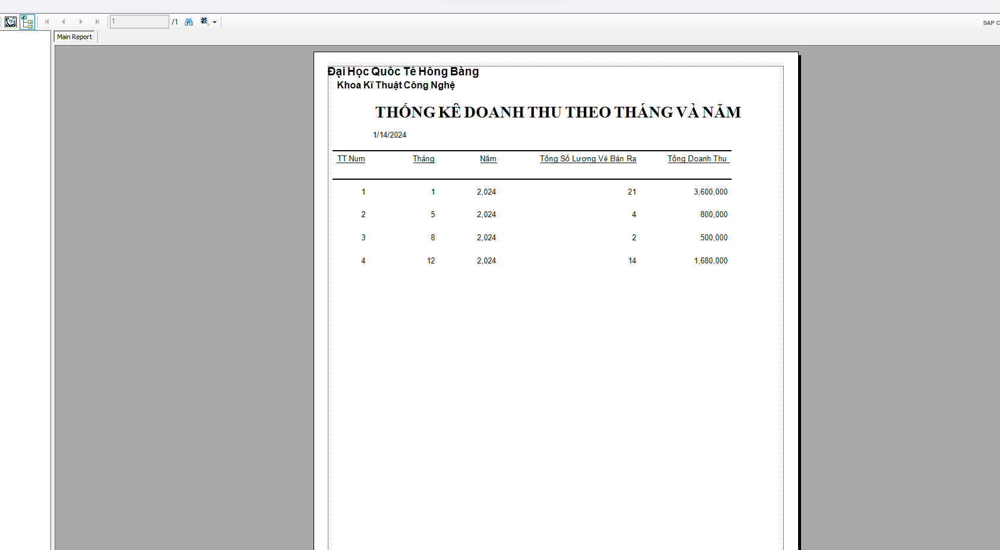 1 /1
SAP C
Main Report
Đại Học Quốc Tế Hồng Bàng
Khoa Kĩ Thuật Công Nghệ
THỐNG KÊ DOANH THU THEO THÁNG VÀ NĂM
1/14/2024
TT Num Tháng Năm Tổng Số Lượng Vé Bán Ra Tổng Doanh Thu
1 1 2,024 21 3,600,000
2 5 2,024 4 800,000
3 8 2,024 2 500,000
4 12 2,024 14 1,680,000